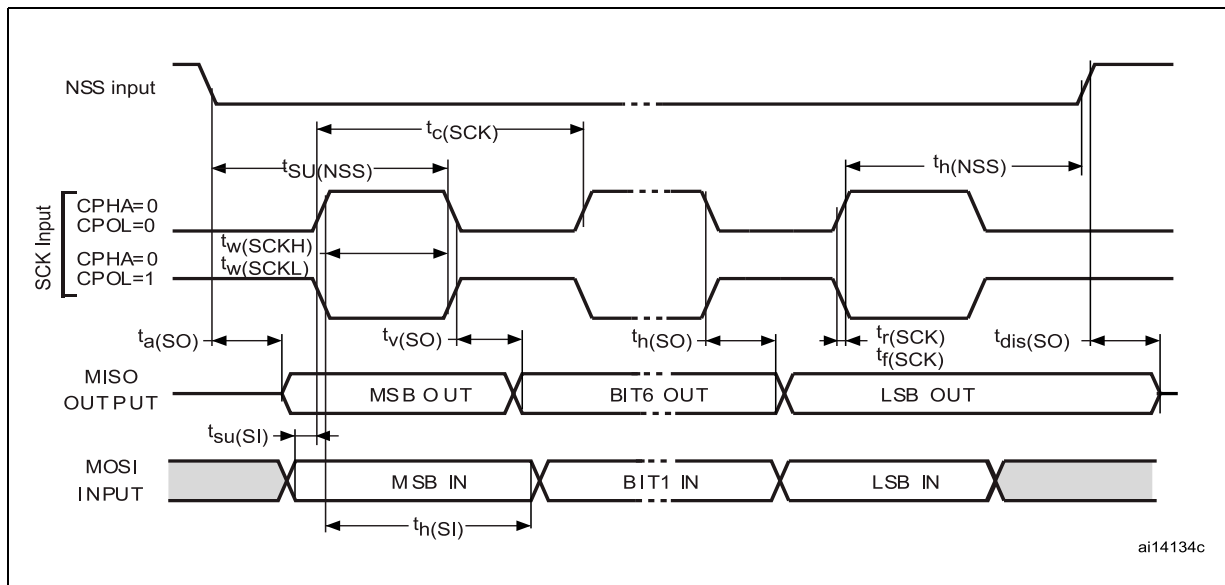 NSS input
tc(SCK)
tSU(NSS)
th(NSS)
SCK Input
CPHA=0
CPOL=0
tw(SCKH)
CPHA=0
tw(SCKL)
CPOL=1
ta(SO)
tv(SO)
th(SO)
tr(SCK)
tf(SCK)
tdis(SO)
MISO
OUTPUT
MSB OUT
BIT6 OUT
LSB OUT
tsu(SI)
MOSI
INPUT
MSB IN
BIT1 IN
LSB IN
th(SI)
ai14134c